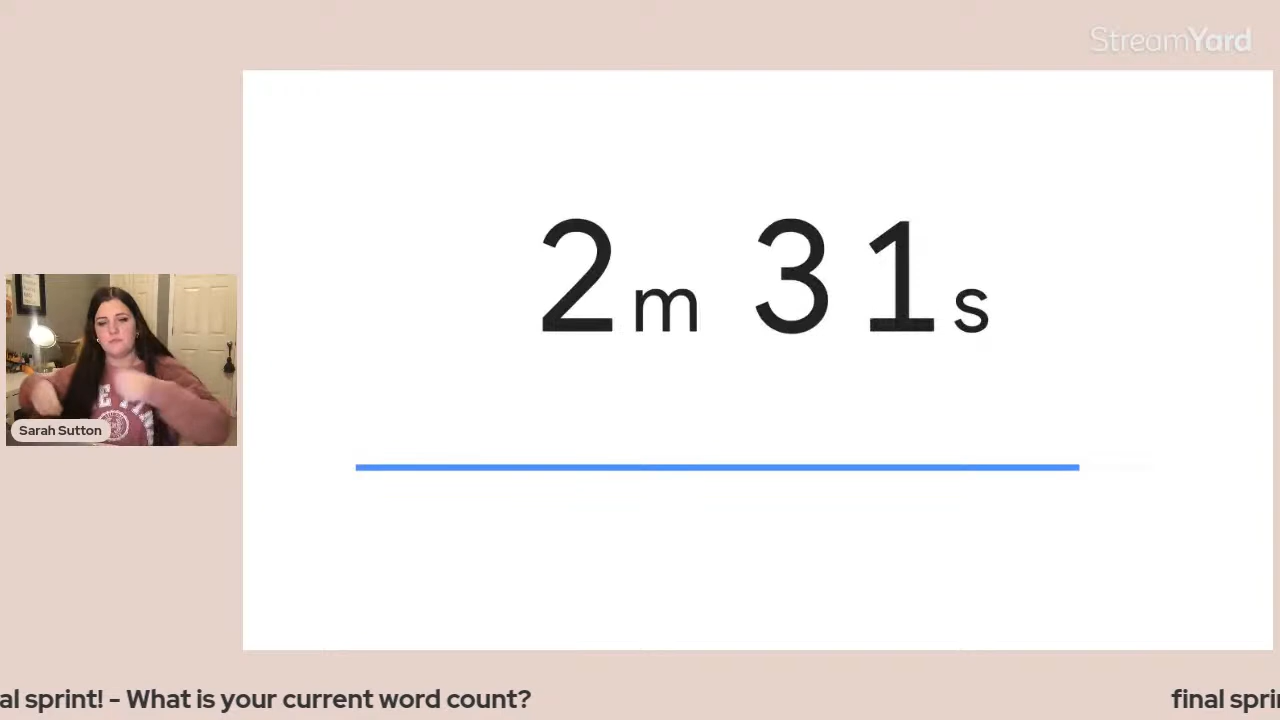 StreamYard
2m 31s
Sarah Sutton
al sprint! - What is your current word count?
final sprin